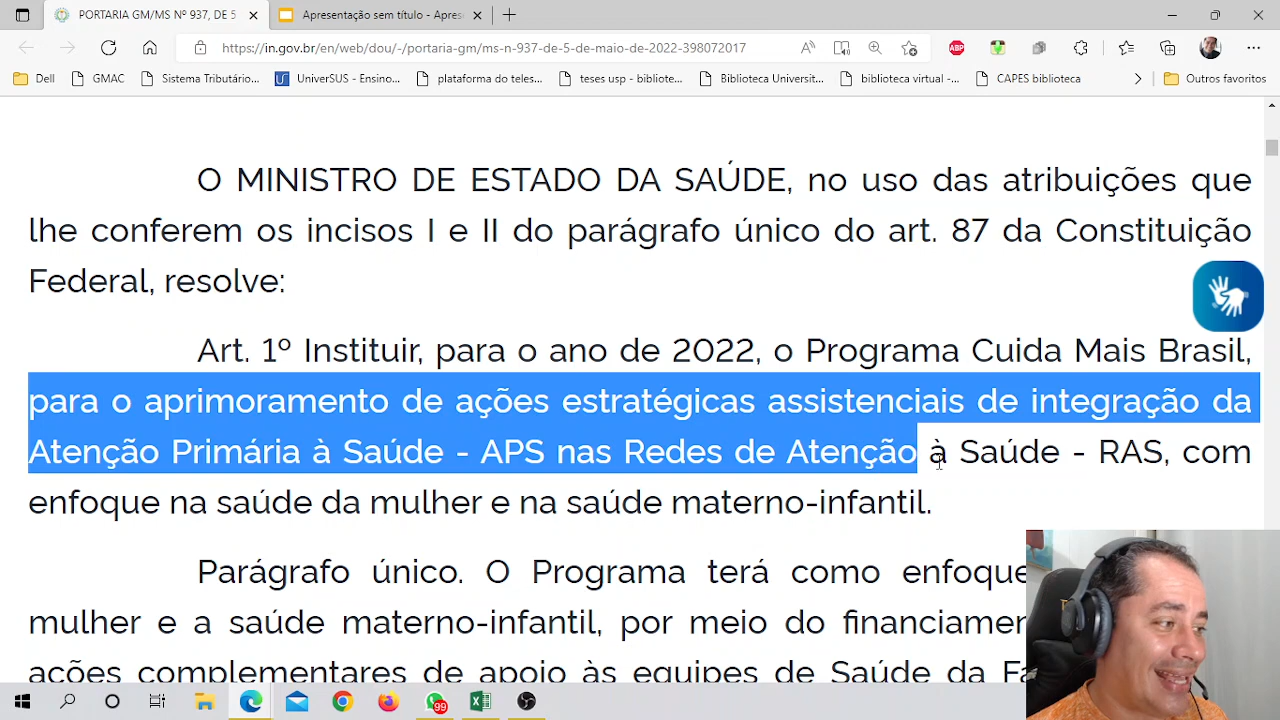 PORTARIA GM/MS Nº 937, DE 5
Apresentação sem título - Aprese
https://in.gov.br/en/web/dou/-/portaria-gm/ms-n-937-de-5-de-maio-de-2022-398072017
ABP
Dell
GMAC
Sistema Tributário...
UniverSUS - Ensino...
plataforma do teles...
teses usp - bibliote...
Biblioteca Universit...
biblioteca virtual -...
CAPES biblioteca
Outros favoritos
O MINISTRO DE ESTADO DA SAÚDE, no uso das atribuições que
lhe conferem os incisos I e II do parágrafo único do art. 87 da Constituição
Federal, resolve:
Art. 1º Instituir, para o ano de 2022, o Programa Cuida Mais Brasil,
para o aprimoramento de ações estratégicas assistenciais de integração da
Atenção Primária à Saúde - APS nas Redes de Atenção à Saúde - RAS, com
enfoque na saúde da mulher e na saúde materno-infantil.
Parágrafo único. O Programa terá como enfoque
mulher e a saúde materno-infantil, por meio do financiamen
ações complementares de apoio às equipes de Saúde da Fa
99